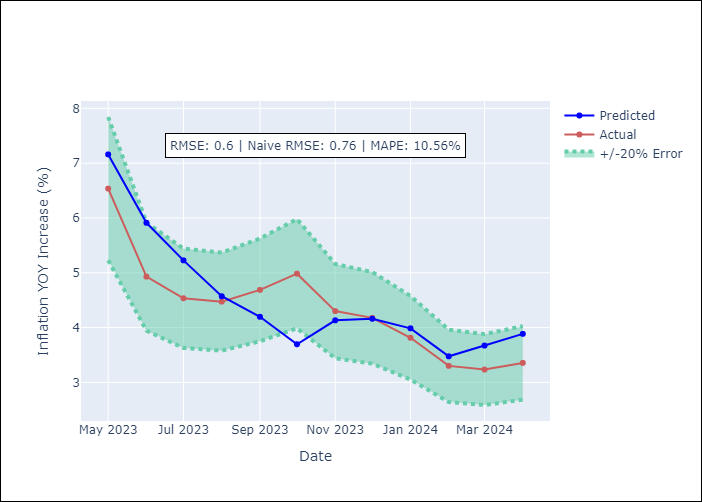 RMSE: 0.6 | Naive RMSE: 0.76 | MAPE: 10.56%
Predicted
Actual
+/-20% Error
Inflation YOY Increase (%)
8
7
6
5
4
3
May 2023
Jul 2023
Sep 2023
Nov 2023
Jan 2024
Mar 2024
Date